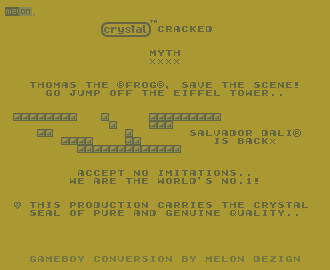 melon.
crystal™ CRACKED
MYTH
XXXX
THOMAS THE ©FROG©, SAVE THE SCENE!
GO JUMP OFF THE EIFFEL TOWER..
SALVADOR DALI®
IS BACKx
ACCEPT NO IMITATIONS..
WE ARE THE WORLD'S NO.1!
© THIS PRODUCTION CARRIES THE CRYSTAL
SEAL OF PURE AND GENUINE QUALITY..
GAMEBOY CONVERSION BY MELON DEZIGN